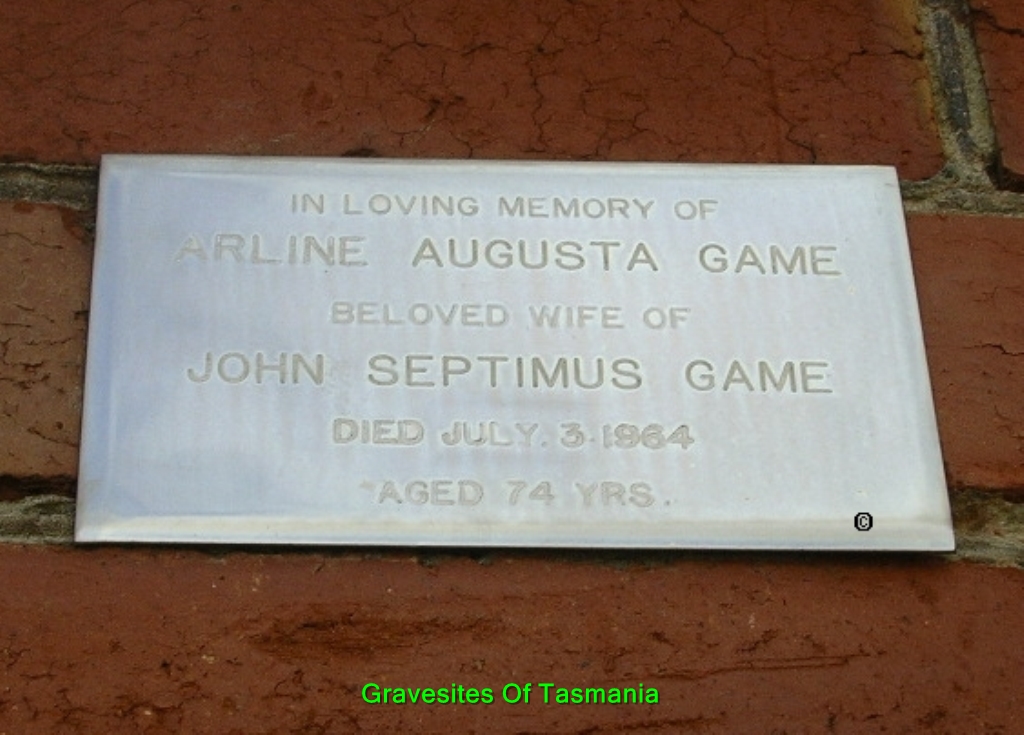 IN LOVING MEMORY OF
ARLINE AUGUSTA GAME
BELOVED WIFE OF
JOHN SEPTIMUS GAME
DIED JULY. 3. 1964
AGED 74 YRS.
©
Gravesites Of Tasmania